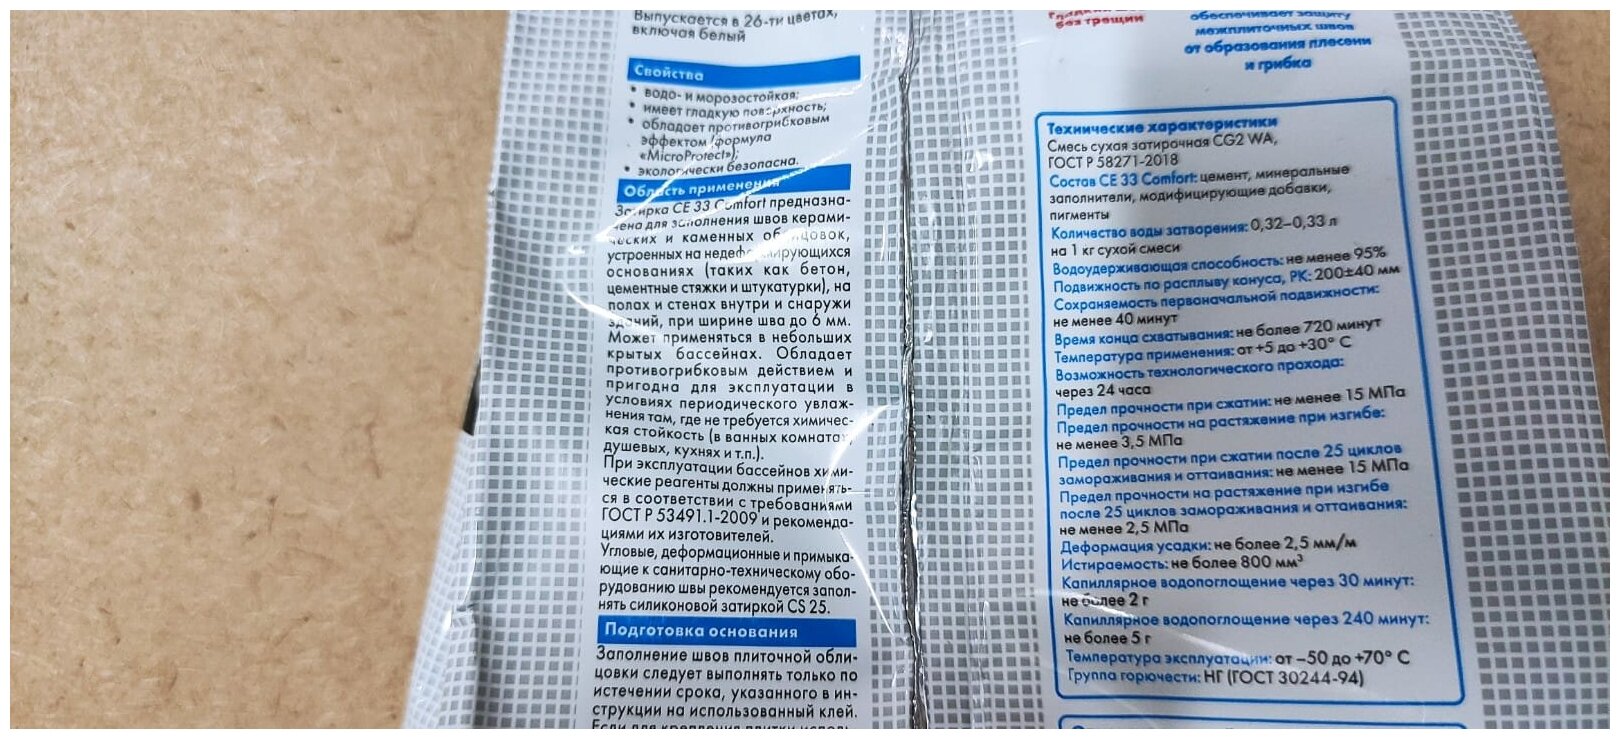 Выпускается в 26-ти цветах,
включая белый
Свойства
• водо- и морозостойкая;
• имеет гладкую поверхность;
• обладает противогрибковым
эффектом (формула
«MicroProtect»);
• экологически безопасна.
Область применения
Затирка CE 33 Comfort предназна-
чена для заполнения швов керами-
ческих и каменных облицовок,
устроенных на недеформирующихся
основаниях (таких как бетон,
цементные стяжки и штукатурки), на
полах и стенах внутри и снаружи
зданий, при ширине шва до 6 мм.
Может применяться в небольших
крытых бассейнах. Обладает
противогрибковым действием и
пригодна для эксплуатации в
условиях периодического увлаж-
нения там, где не требуется химичес-
кая стойкость (в ванных комнатах,
душевых, кухнях и т.п.).
При эксплуатации бассейнов хими-
ческие реагенты должны применять-
ся в соответствии с требованиями
ГОСТ Р 53491.1-2009 и рекоменда-
циями их изготовителей.
Угловые, деформационные и примыка-
ющие к санитарно-техническому обо-
рудованию швы рекомендуется запол-
нять силиконовой затиркой CS 25.
Подготовка основания
Заполнение швов плиточной обли-
цовки следует выполнять только по
истечении срока, указанного в ин-
струкции на использованный клей.
Если для крепления плитки исполь-
без трещин
обеспечивает защиту
межплиточных швов
от образования плесени
и грибка
Технические характеристики
Смесь сухая затирочная CG2 WA,
ГОСТ Р 58271-2018
Состав CE 33 Comfort: цемент, минеральные
заполнители, модифицирующие добавки,
пигменты
Количество воды затворения: 0,32–0,33 л
на 1 кг сухой смеси
Водоудерживающая способность: не менее 95%
Подвижность по расплыву конуса, РК: 200±40 мм
Сохраняемость первоначальной подвижности:
не менее 40 минут
Время конца схватывания: не более 720 минут
Температура применения: от +5 до +30° С
Возможность технологического прохода:
через 24 часа
Предел прочности при сжатии: не менее 15 МПа
Предел прочности на растяжение при изгибе:
не менее 3,5 МПа
Предел прочности при сжатии после 25 циклов
замораживания и оттаивания: не менее 15 МПа
Предел прочности на растяжение при изгибе
после 25 циклов замораживания и оттаивания:
не менее 2,5 МПа
Деформация усадки: не более 2,5 мм/м
Истираемость: не более 800 мм³
Капиллярное водопоглощение через 30 минут:
не более 2 г
Капиллярное водопоглощение через 240 минут:
не более 5 г
Температура эксплуатации: от –50 до +70° С
Группа горючести: НГ (ГОСТ 30244-94)